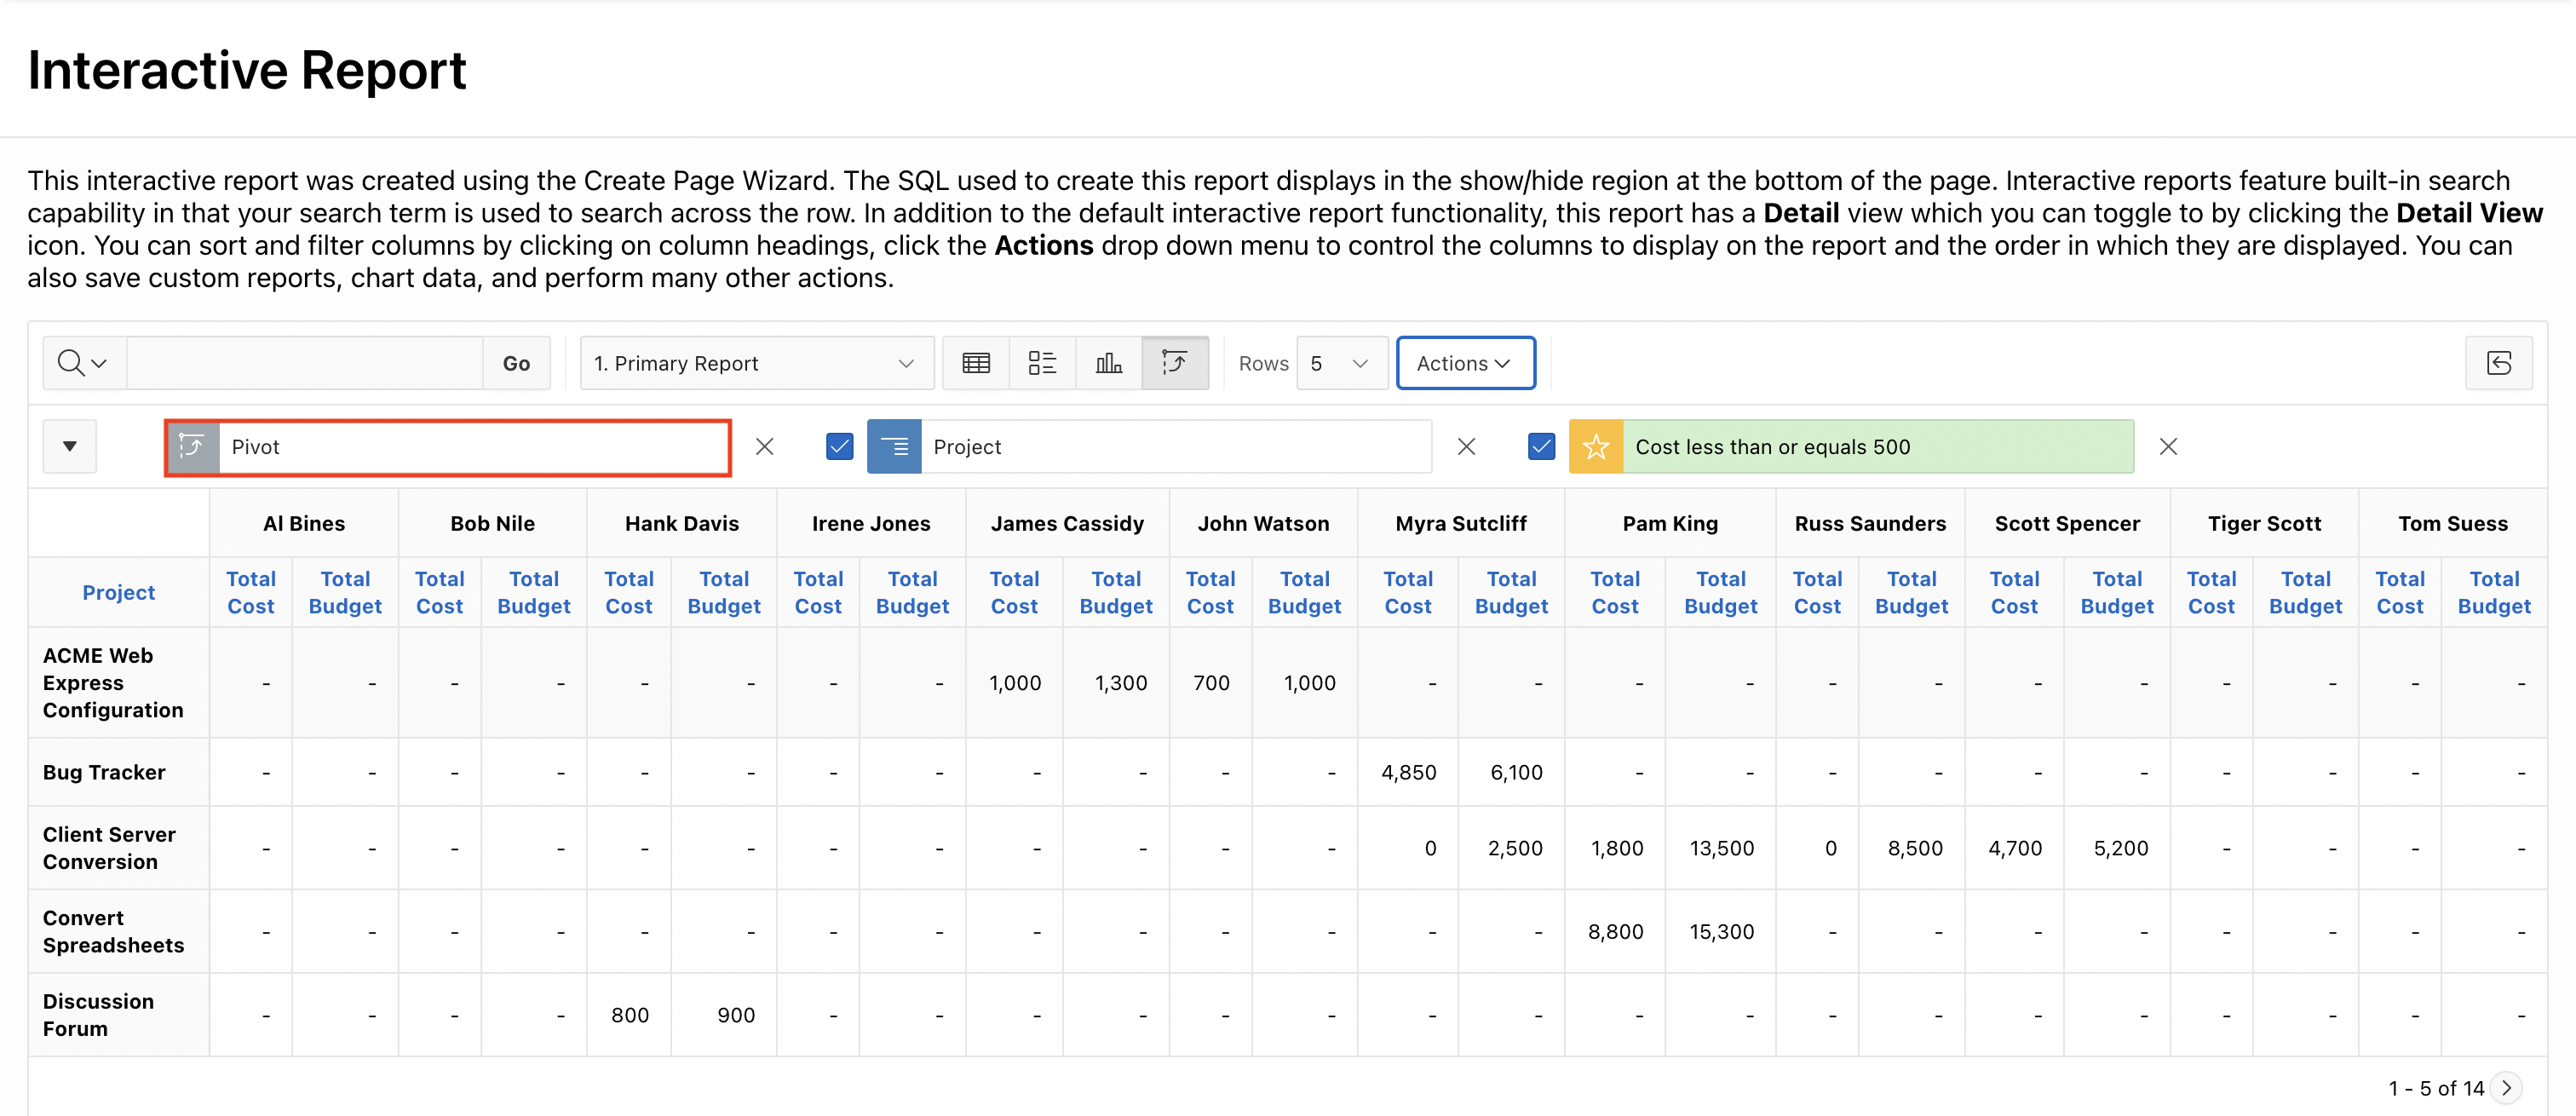 Interactive Report
This interactive report was created using the Create Page Wizard. The SQL used to create this report displays in the show/hide region at the bottom of the page. Interactive reports feature built-in search
capability in that your search term is used to search across the row. In addition to the default interactive report functionality, this report has a Detail view which you can toggle to by clicking the Detail View
icon. You can sort and filter columns by clicking on column headings, click the Actions drop down menu to control the columns to display on the report and the order in which they are displayed. You can
also save custom reports, chart data, and perform many other actions.
Go 1. Primary Report Rows 5 Actions
Pivot Project Cost less than or equals 500
Al Bines Bob Nile Hank Davis Irene Jones James Cassidy John Watson Myra Sutcliff Pam King Russ Saunders Scott Spencer Tiger Scott Tom Suess
Total Total Total Total Total Total Total Total Total Total Total Total Total Total Total Total Total Total Total Total Total Total Total Total
Project
Cost Budget Cost Budget Cost Budget Cost Budget Cost Budget Cost Budget Cost Budget Cost Budget Cost Budget Cost Budget Cost Budget Cost Budget
ACME Web
Express - - - - - - - - 1,000 1,300 700 1,000 - - - - - - - - - - - -
Configuration
Bug Tracker - - - - - - - - - - - - 4,850 6,100 - - - - - - - - - -
Client Server
Conversion - - - - - - - - - - - - 0 2,500 1,800 13,500 0 8,500 4,700 5,200 - - - -
Convert
Spreadsheets - - - - - - - - - - - - - - 8,800 15,300 - - - - - - - -
Discussion
Forum - - - - 800 900 - - - - - - - - - - - - - - - - - -
1 - 5 of 14